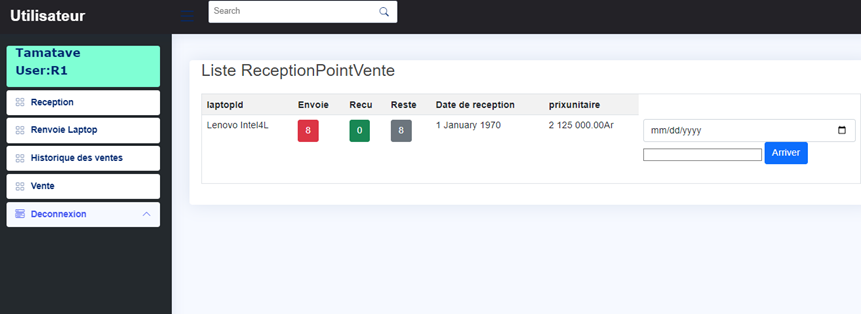 Utilisateur
Search
Tamatave
User:R1
Reception
Renvoie Laptop
Historique des ventes
Vente
Deconnexion
Liste ReceptionPointVente
laptopId Envoie Recu Reste Date de reception prixunitaire
Lenovo Intel4L 8 0 8 1 January 1970 2 125 000.00Ar mm/dd/yyyy
Arriver